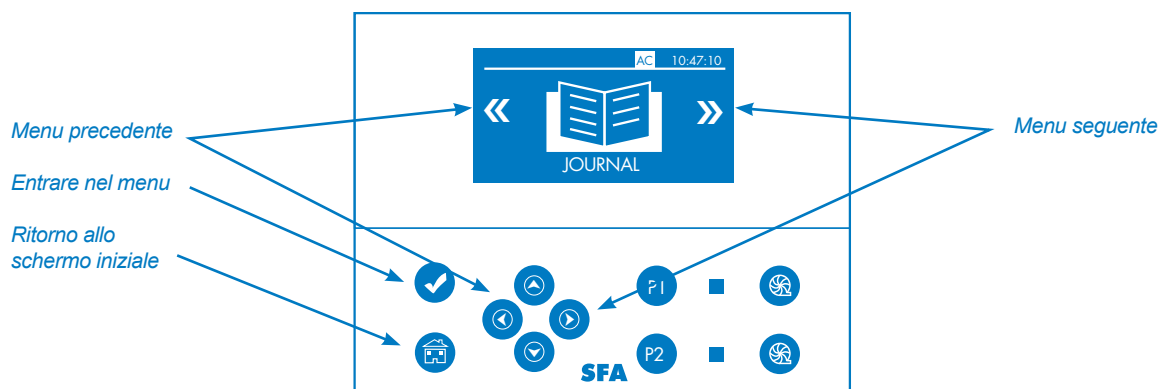 AC 10:47:10
JOURNAL
Menu precedente
Menu seguente
Entrare nel menu
Ritorno allo
schermo iniziale
P1
P2
SFA